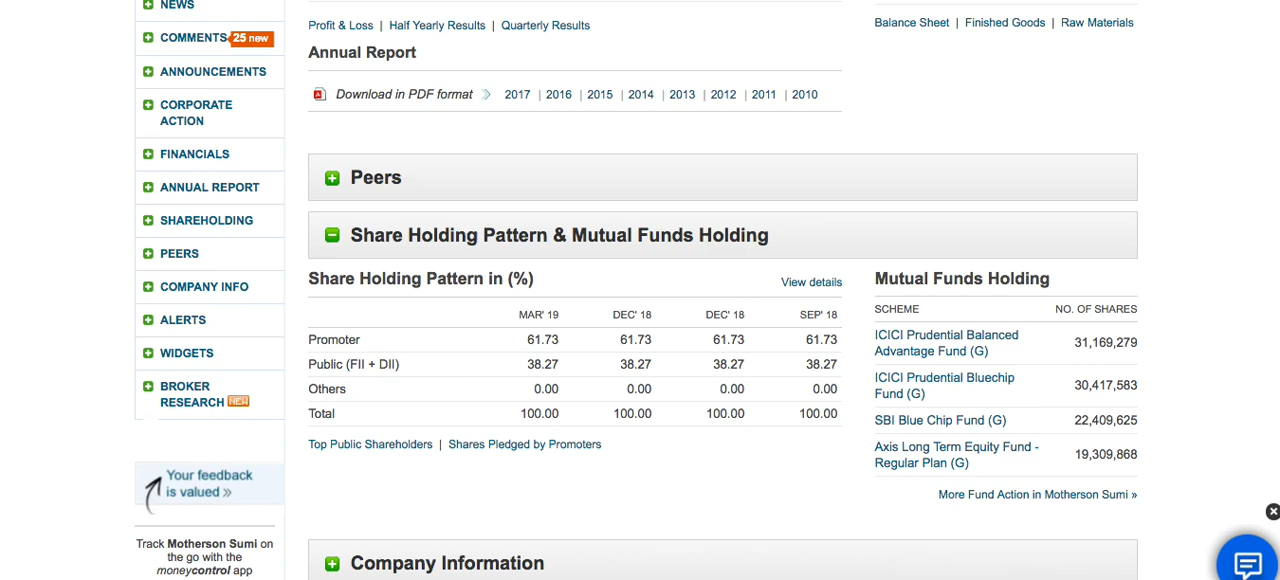 NEWS
COMMENTS 25 new
ANNOUNCEMENTS
CORPORATE
ACTION
FINANCIALS
ANNUAL REPORT
SHAREHOLDING
PEERS
COMPANY INFO
ALERTS
WIDGETS
BROKER
RESEARCH NEW
Your feedback
is valued »
Track Motherson Sumi on
the go with the
moneycontrol app
Profit & Loss | Half Yearly Results | Quarterly Results
Balance Sheet | Finished Goods | Raw Materials
Annual Report
Download in PDF format » 2017 | 2016 | 2015 | 2014 | 2013 | 2012 | 2011 | 2010
Peers
Share Holding Pattern & Mutual Funds Holding
Share Holding Pattern in (%) View details
MAR' 19 DEC' 18 DEC' 18 SEP' 18
Promoter 61.73 61.73 61.73 61.73
Public (FII + DII) 38.27 38.27 38.27 38.27
Others 0.00 0.00 0.00 0.00
Total 100.00 100.00 100.00 100.00
Top Public Shareholders | Shares Pledged by Promoters
Mutual Funds Holding
SCHEME NO. OF SHARES
ICICI Prudential Balanced
Advantage Fund (G) 31,169,279
ICICI Prudential Bluechip
Fund (G) 30,417,583
SBI Blue Chip Fund (G) 22,409,625
Axis Long Term Equity Fund -
Regular Plan (G) 19,309,868
More Fund Action in Motherson Sumi »
Company Information